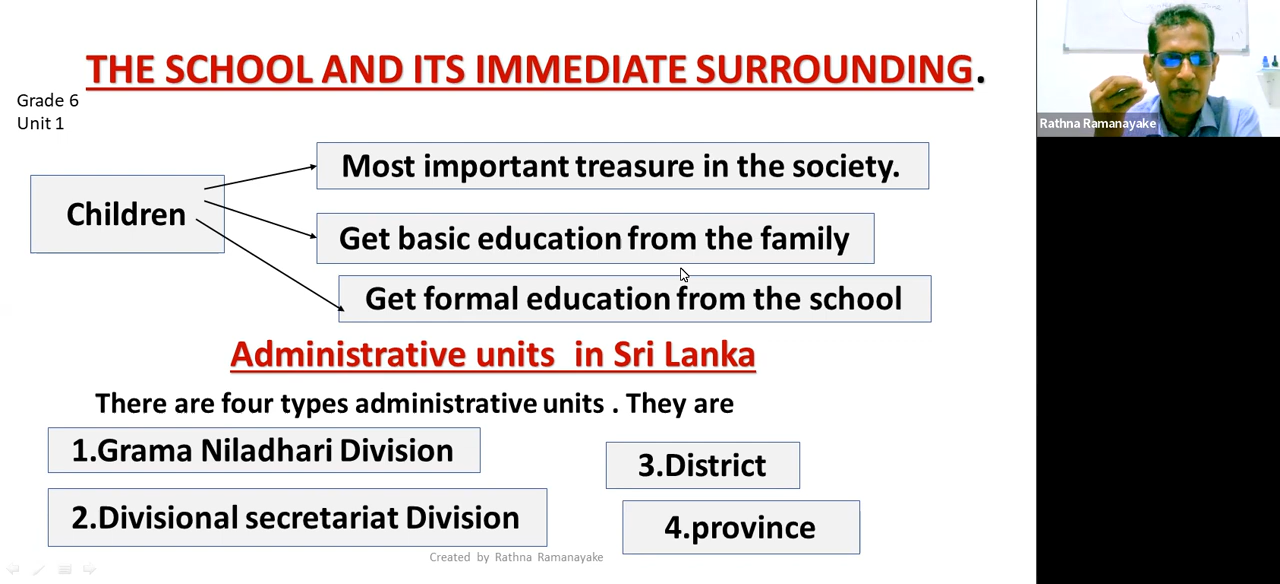 THE SCHOOL AND ITS IMMEDIATE SURROUNDING.
Grade 6
Unit 1
Children
Most important treasure in the society.
Get basic education from the family
Get formal education from the school
Administrative units in Sri Lanka
There are four types administrative units . They are
1.Grama Niladhari Division
2.Divisional secretariat Division
3.District
4.province
Created by Rathna Ramanayake
Rathna Ramanayake